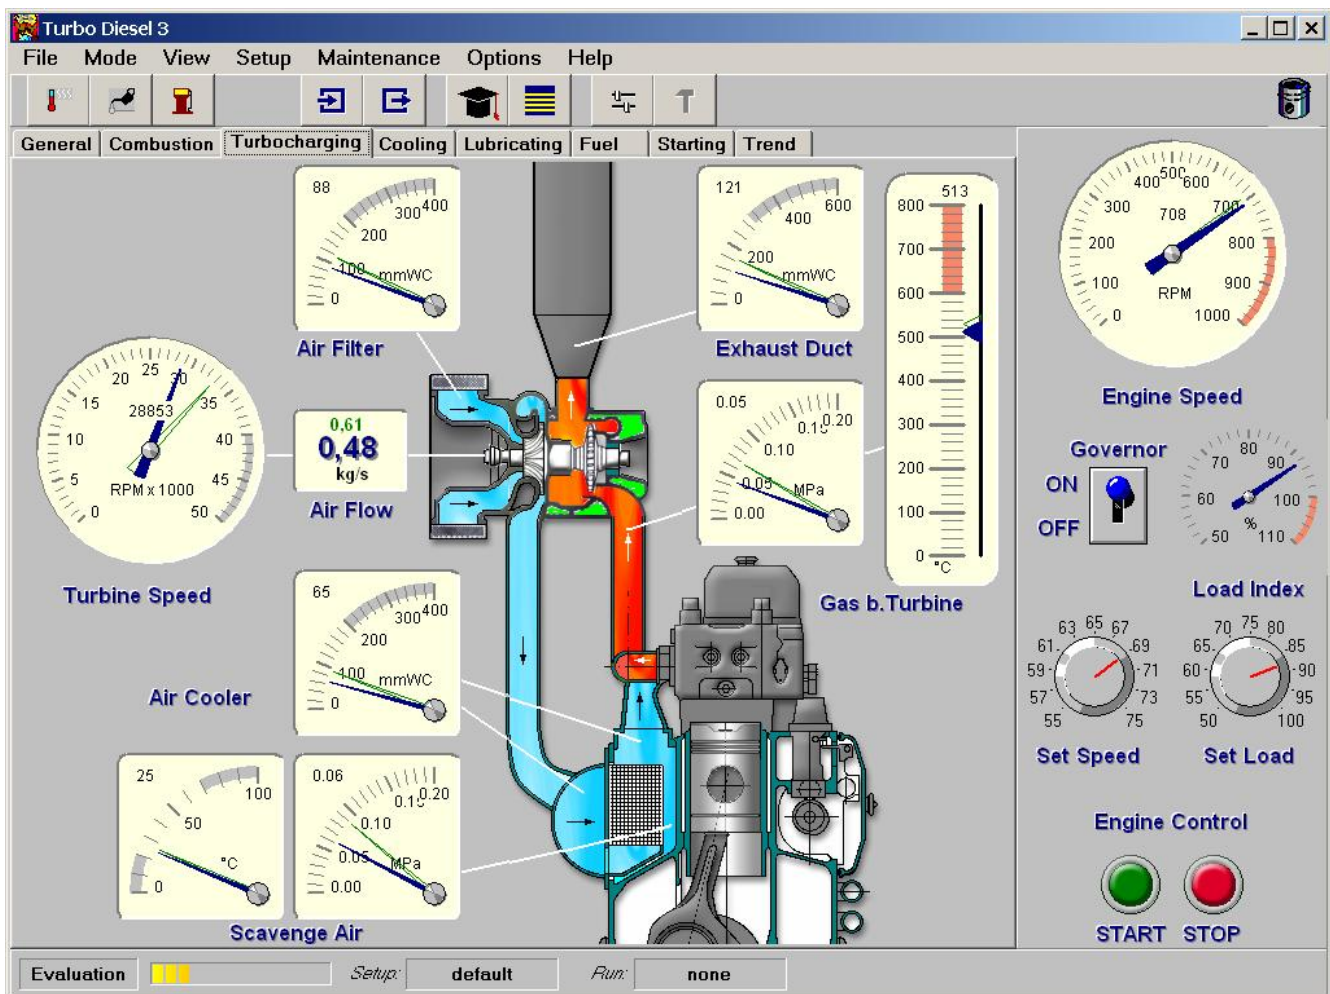 Turbo Diesel 3
File Mode View Setup Maintenance Options Help
General Combustion Turbocharging Cooling Lubricating Fuel Starting Trend
88
0 100 200 300 400
mmWC
Air Filter
121
0 200 400 600
mmWC
Exhaust Duct
513
800
700
600
500
400
300
200
100
0
°C
Gas b.Turbine
0 100 200 300 400 500 600 700 800 900 1000
708
RPM
Engine Speed
0 5 10 15 20 25 30 35 40 45 50
28853
RPM x 1000
Turbine Speed
0,61
0,48
kg/s
Air Flow
0.05
0.00 0.05 0.10 0.15 0.20
MPa
Governor
ON
OFF
50 60 70 80 90 100 110
%
Load Index
65
0 100 200 300 400
mmWC
Air Cooler
55 57 59 61 63 65 67 69 71 73 75
Set Speed
50 55 60 65 70 75 80 85 90 95 100
Set Load
25
0 50 100
°C
0.06
0.00 0.05 0.10 0.15 0.20
MPa
Scavenge Air
Engine Control
START STOP
Evaluation Setup: default Run: none